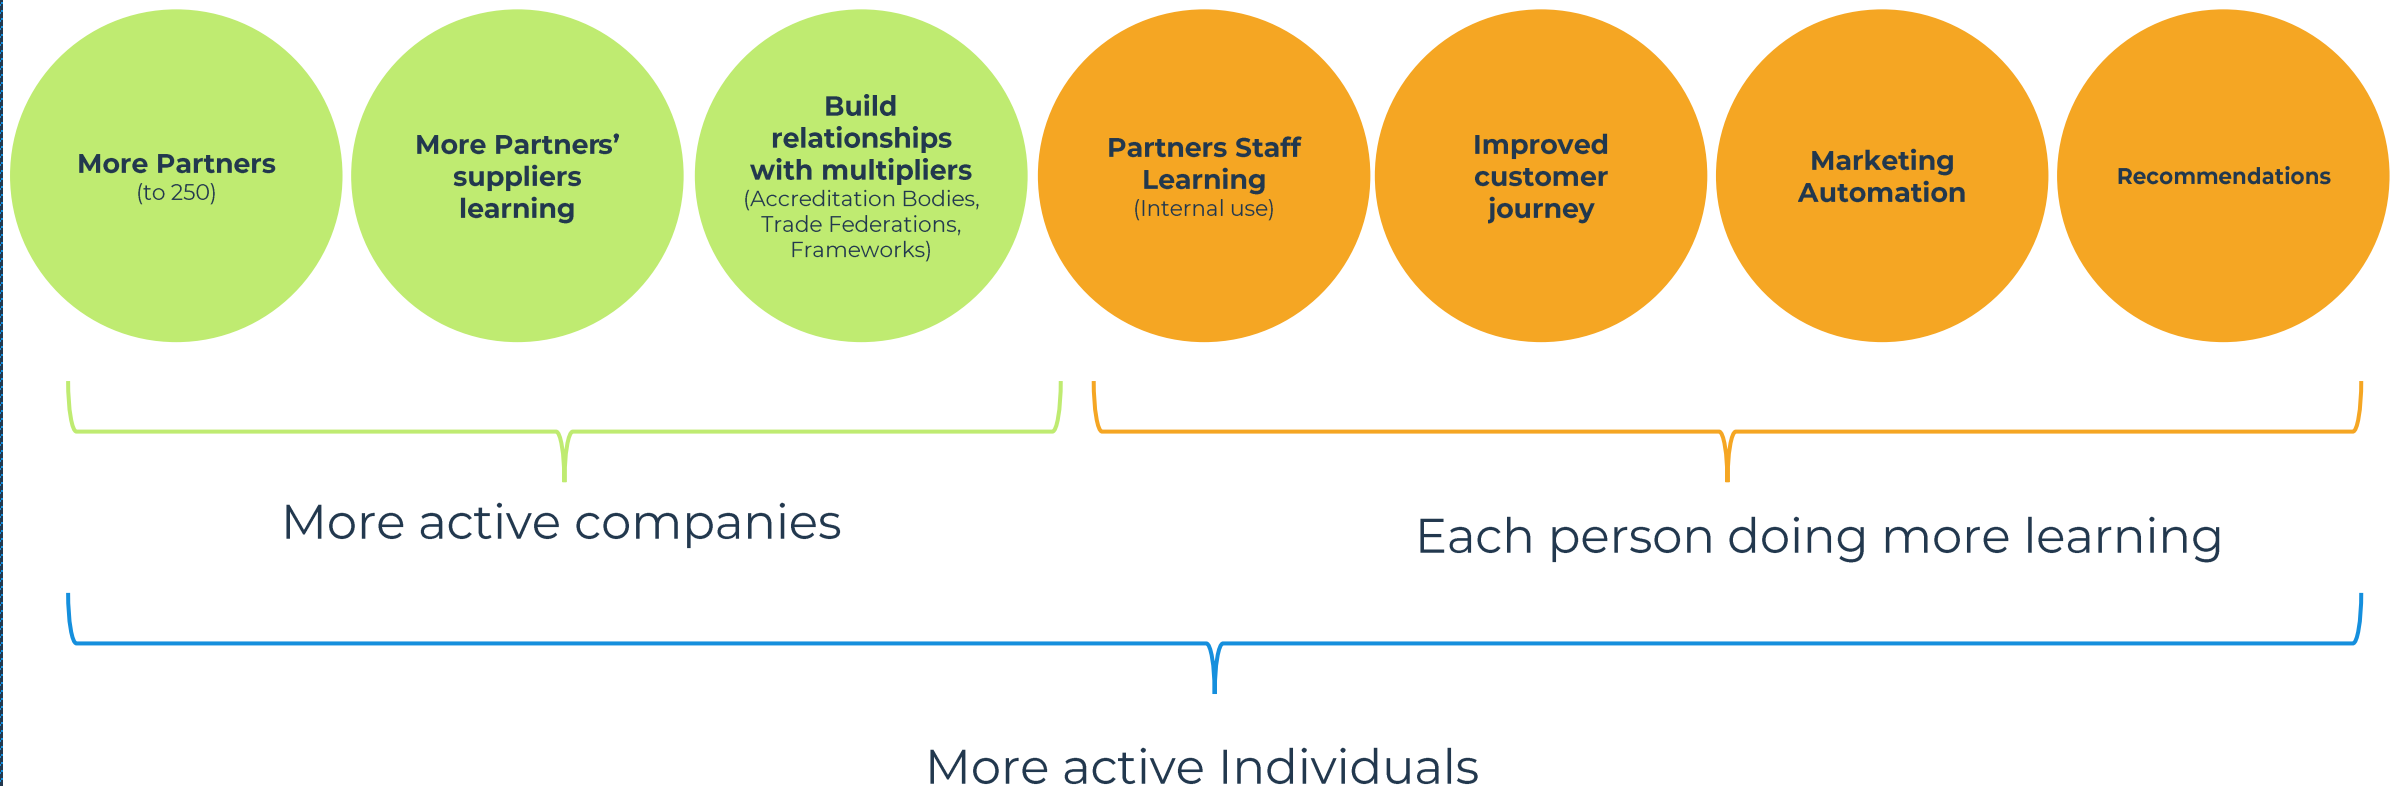 More Partners
(to 250)
More Partners’
suppliers
learning
Build
relationships
with multipliers
(Accreditation Bodies,
Trade Federations,
Frameworks)
Partners Staff
Learning
(Internal use)
Improved
customer
journey
Marketing
Automation
Recommendations
More active companies
Each person doing more learning
More active Individuals